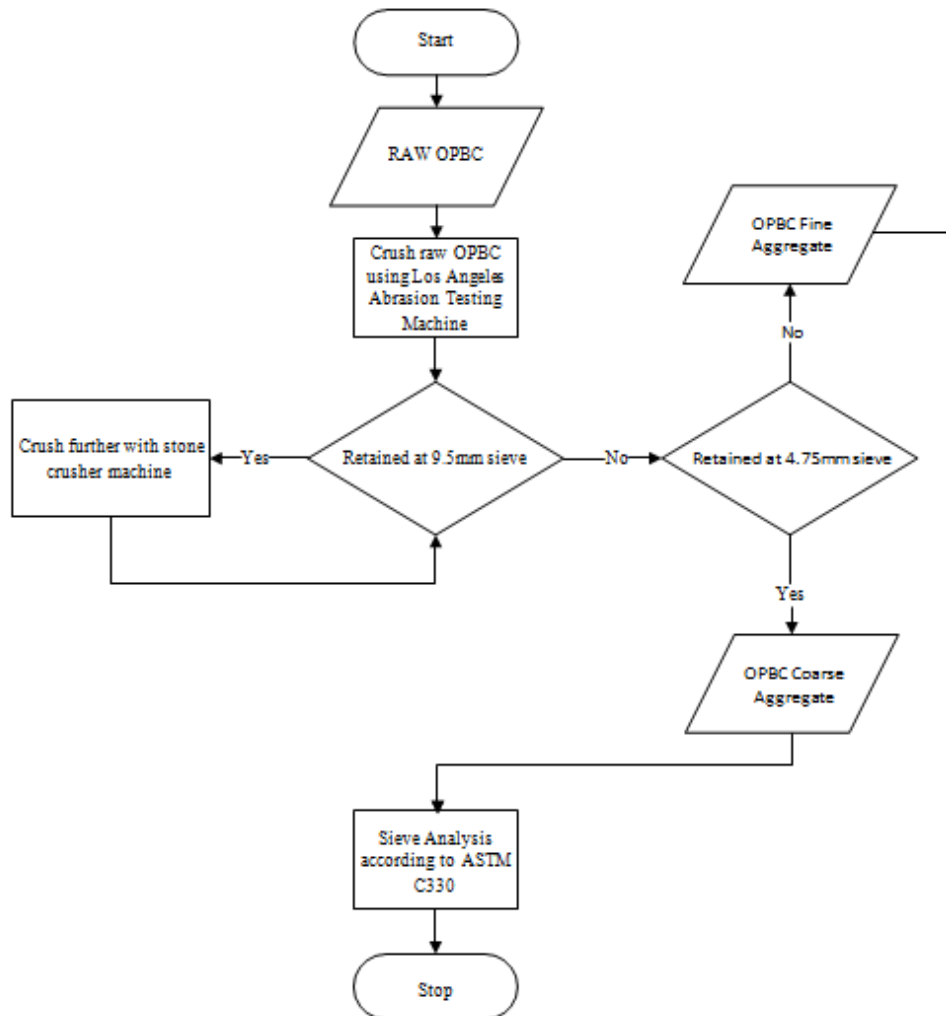 Start
RAW OPBC
Crush raw OPBC
using Los Angeles
Abrasion Testing
Machine
Retained at 9.5mm sieve
Yes
Crush further with stone
crusher machine
No
Retained at 4.75mm sieve
No
OPBC Fine
Aggregate
Yes
OPBC Coarse
Aggregate
Sieve Analysis
according to ASTM
C330
Stop